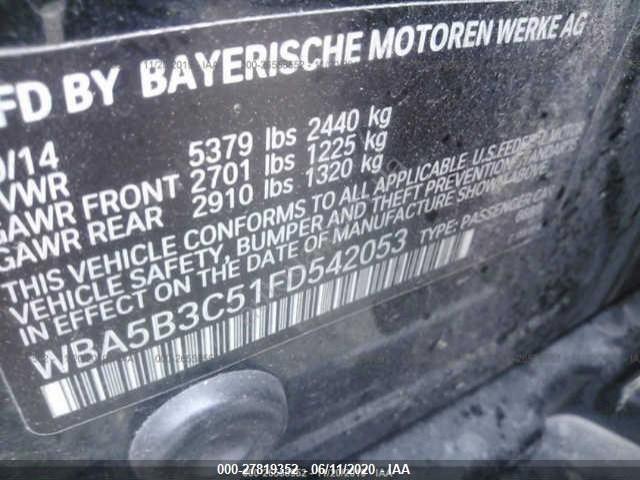 FD BY BAYERISCHE MOTOREN WERKE AG
/14
VWR 5379 lbs 2440 kg
GAWR FRONT 2701 lbs 1225 kg
GAWR REAR 2910 lbs 1320 kg
THIS VEHICLE CONFORMS TO ALL APPLICABLE U.S. FEDERAL MOTOR
VEHICLE SAFETY, BUMPER AND THEFT PREVENTION STANDARDS
IN EFFECT ON THE DATE OF MANUFACTURE SHOWN ABOVE.
WBA5B3C51FD542053 TYPE: PASSENGER CAR
000-27819352 - 06/11/2020 - IAA